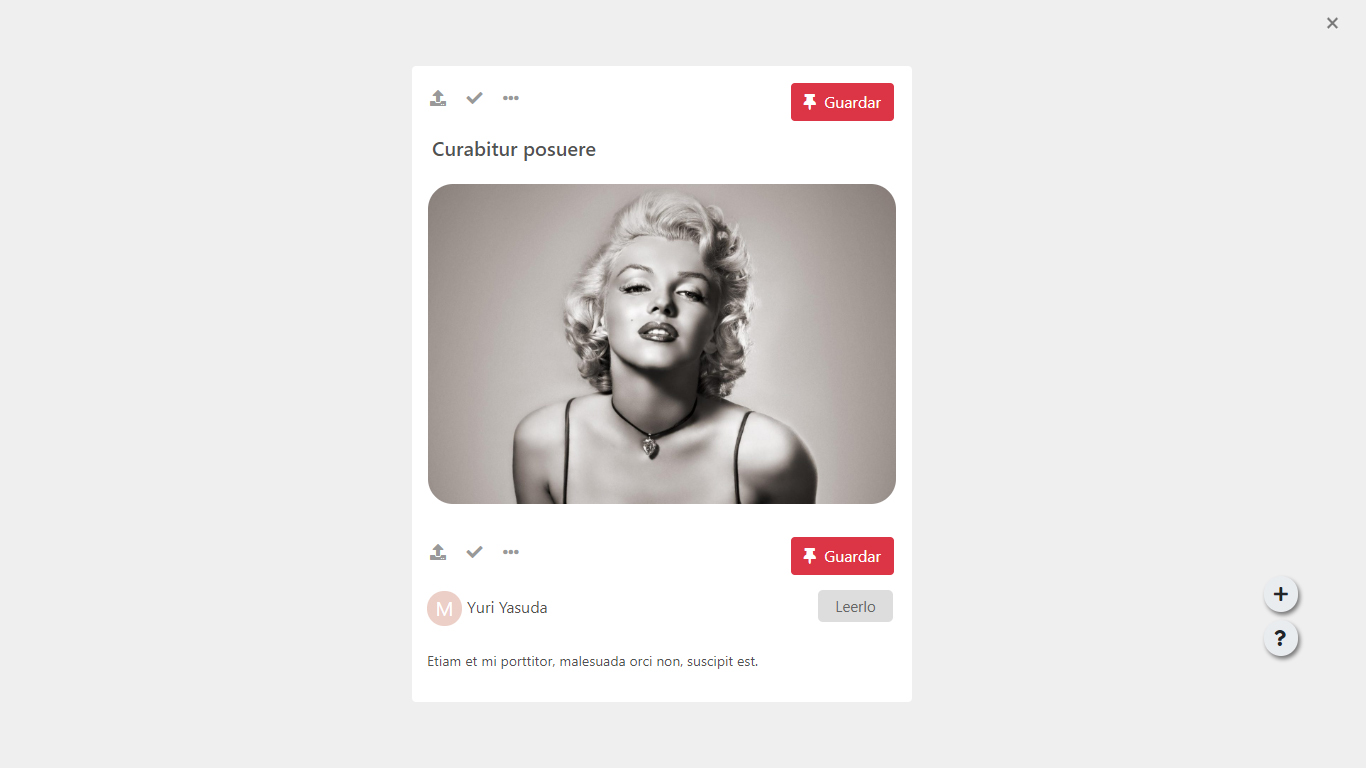 Guardar
Curabitur posuere
Guardar
M Yuri Yasuda
Leerlo
Etiam et mi porttitor, malesuada orci non, suscipit est.
+
?